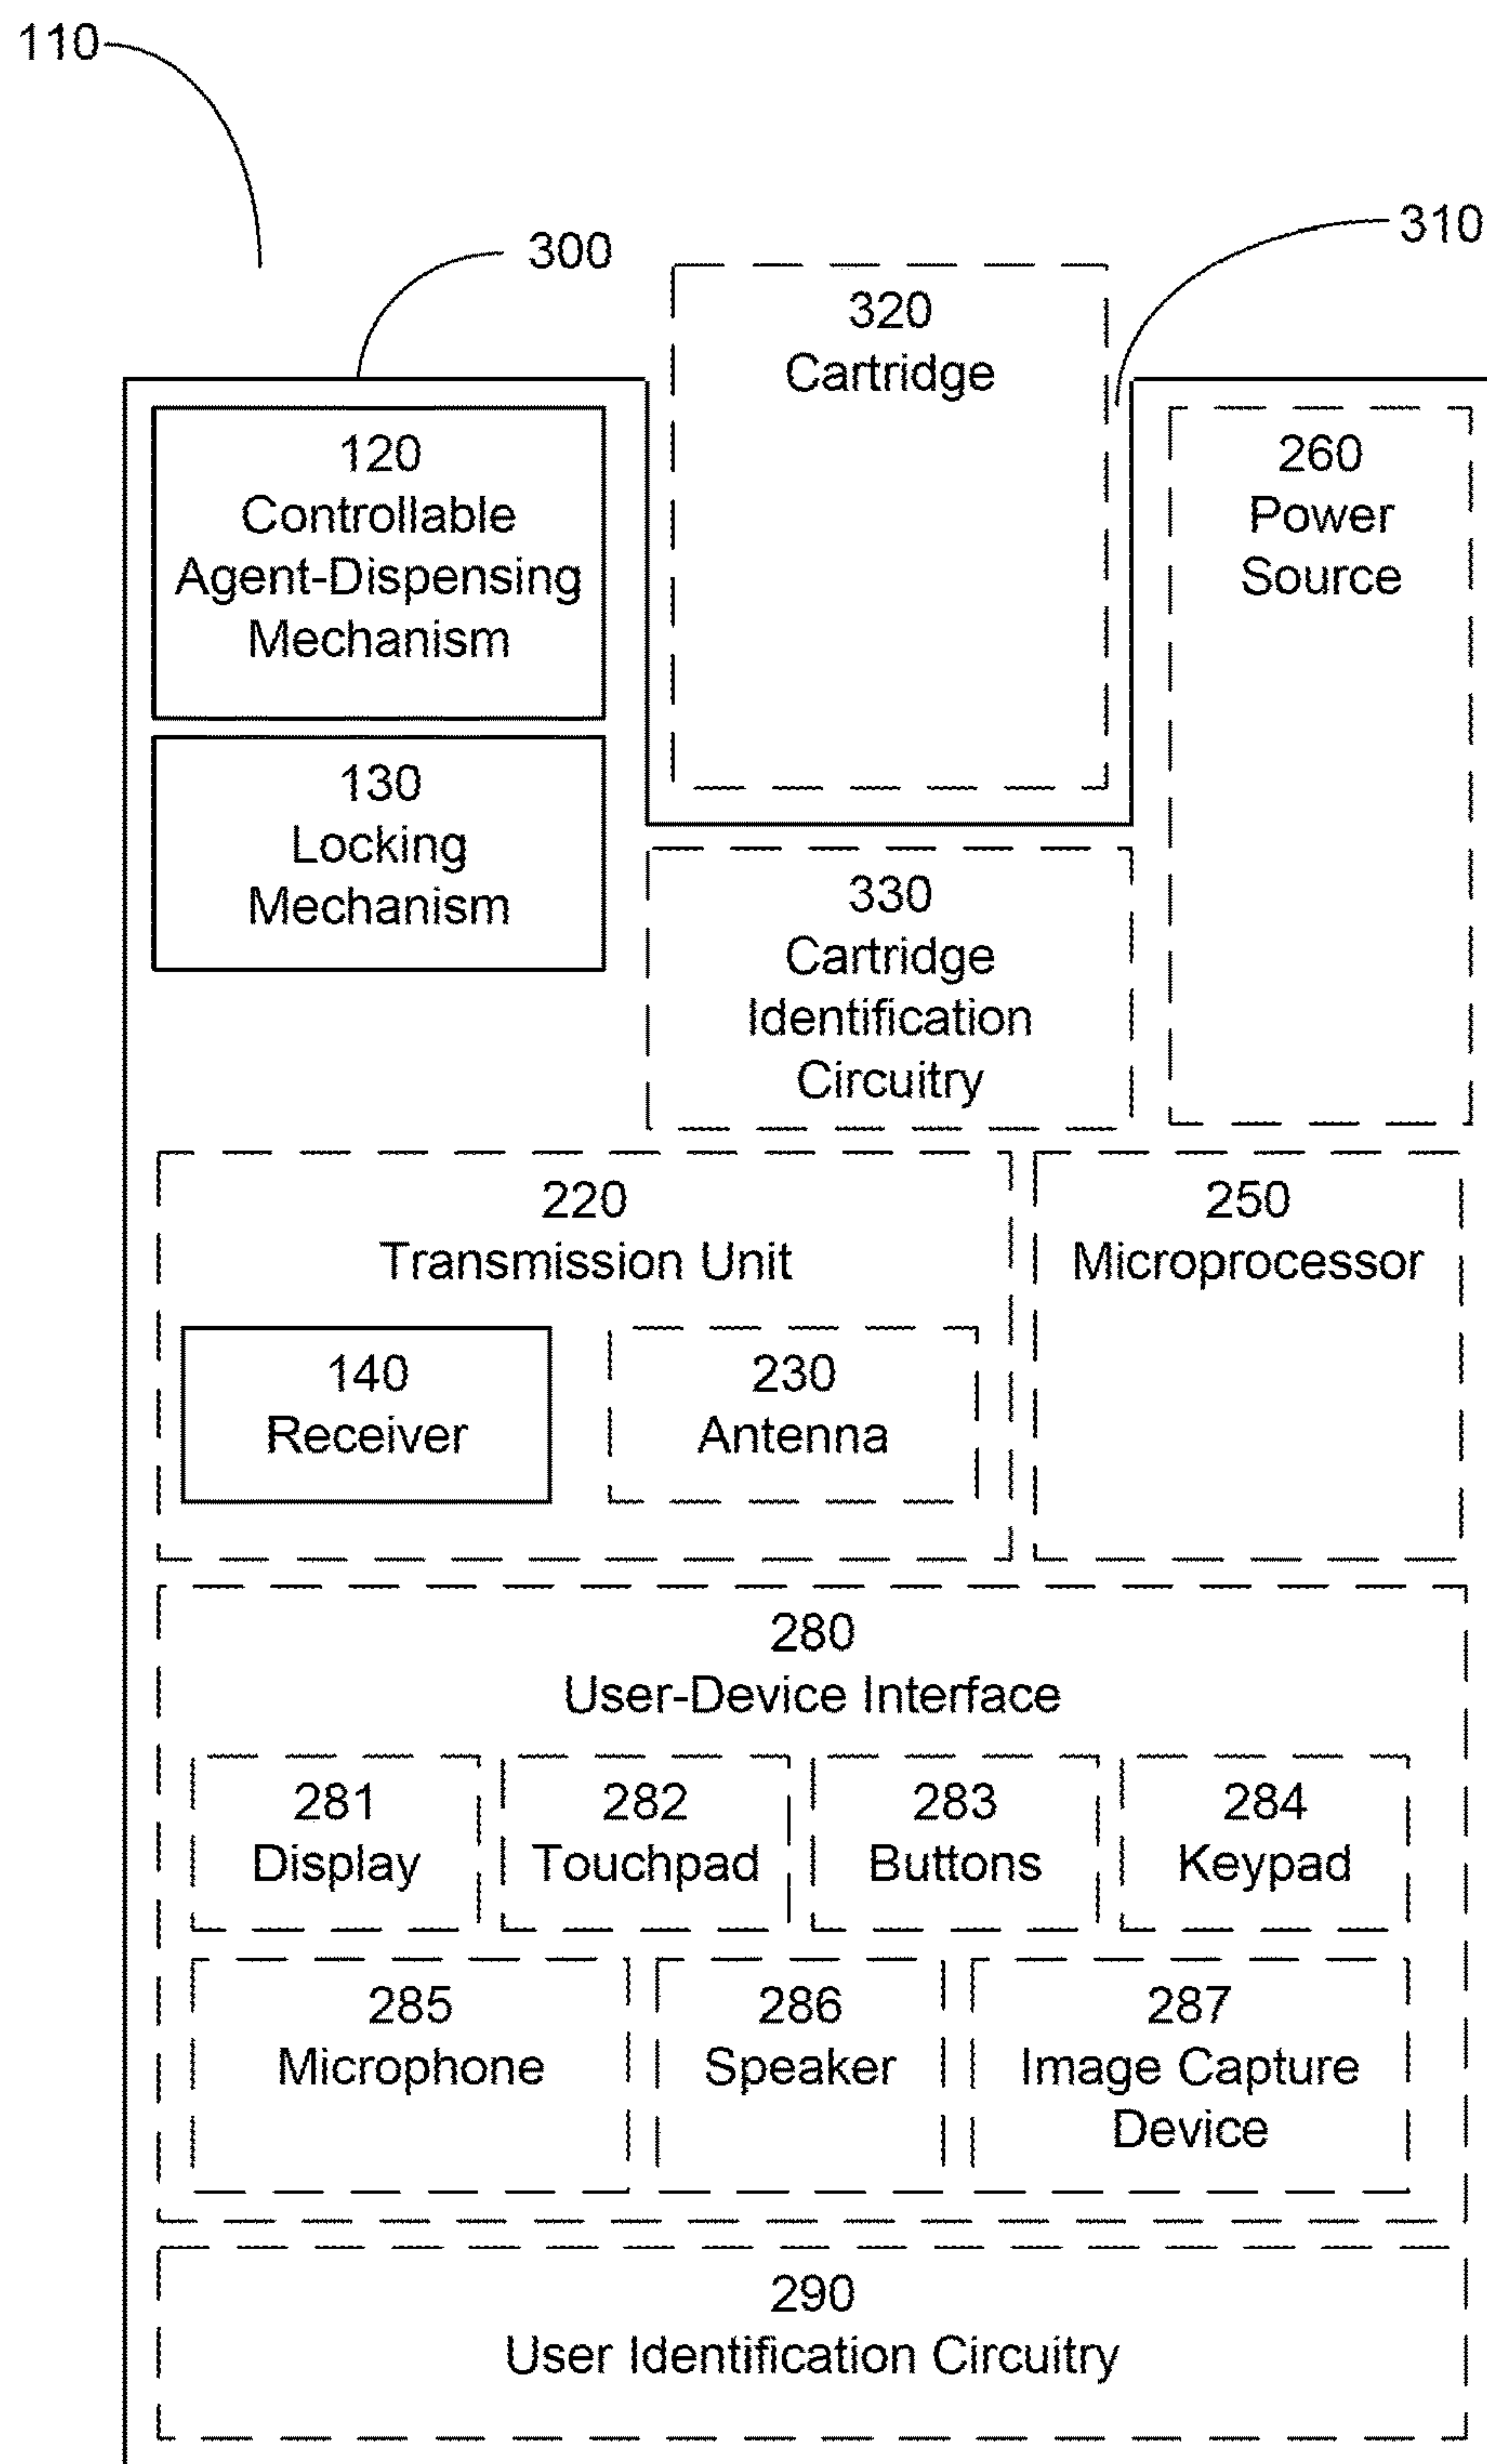 110
300
310
320
Cartridge
120
Controllable
Agent-Dispensing
Mechanism
260
Power
Source
130
Locking
Mechanism
330
Cartridge
Identification
Circuitry
220
Transmission Unit
250
Microprocessor
140
Receiver
230
Antenna
280
User-Device Interface
281
Display
282
Touchpad
283
Buttons
284
Keypad
285
Microphone
286
Speaker
287
Image Capture
Device
290
User Identification Circuitry